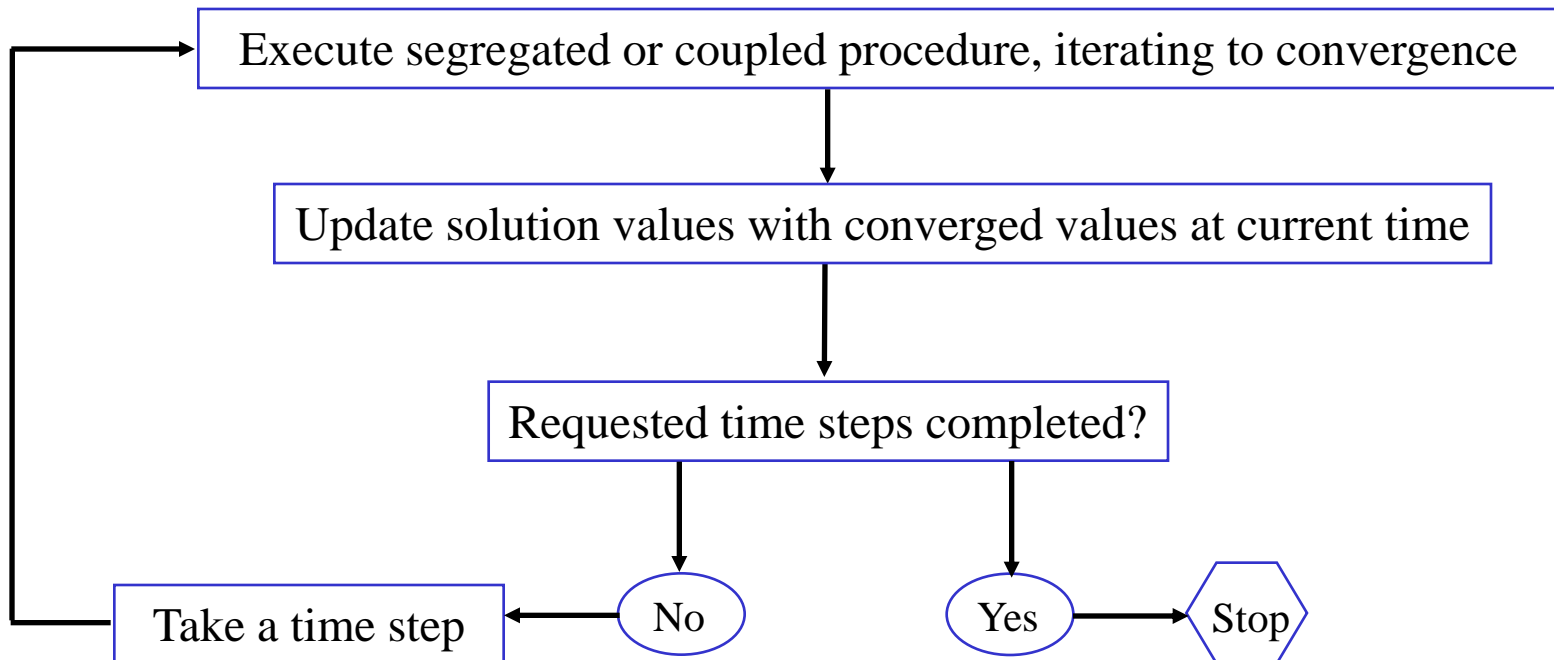 Execute segregated or coupled procedure, iterating to convergence
Update solution values with converged values at current time
Requested time steps completed?
Take a time step
No
Yes
Stop